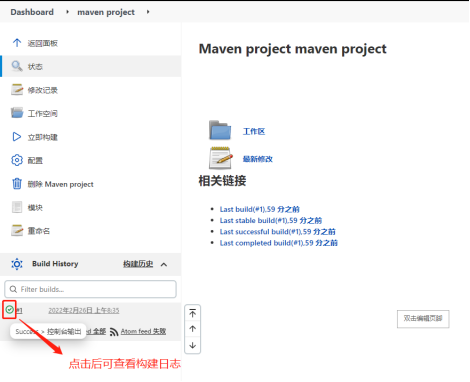 Dashboard › maven project ›
返回面板
状态
修改记录
工作空间
立即构建
配置
删除 Maven project
模块
重命名
Build History 构建历史
Filter builds...
#1 2022年2月26日 上午6:35
Success > 控制台输出
全部 Atom feed 失败
点击后可查看构建日志
Maven project maven project
工作区
最新修改
相关链接
Last build(#1),59 分之前
Last stable build(#1),59 分之前
Last successful build(#1),59 分之前
Last completed build(#1),59 分之前
双击编辑页脚